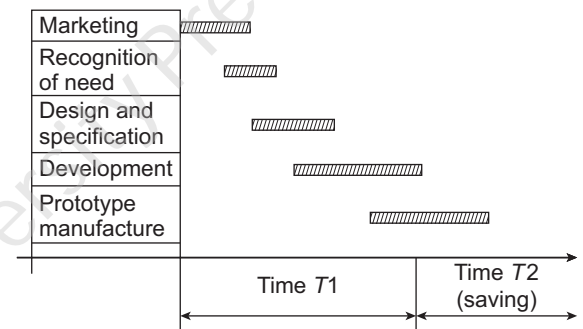 Marketing
Recognition
of need
Design and
specification
Development
Prototype
manufacture
Time T1
Time T2
(saving)